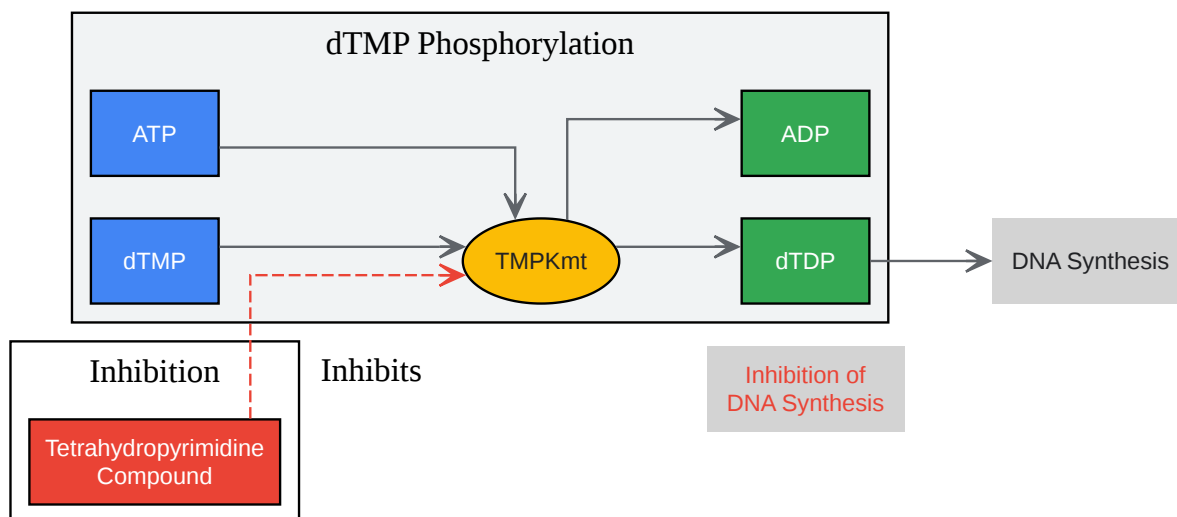 dTMP Phosphorylation
ATP
ADP
dTMP
TMPKmt
dTDP
DNA Synthesis
Inhibition
Inhibits
Inhibition of
DNA Synthesis
Tetrahydropyrimidine
Compound